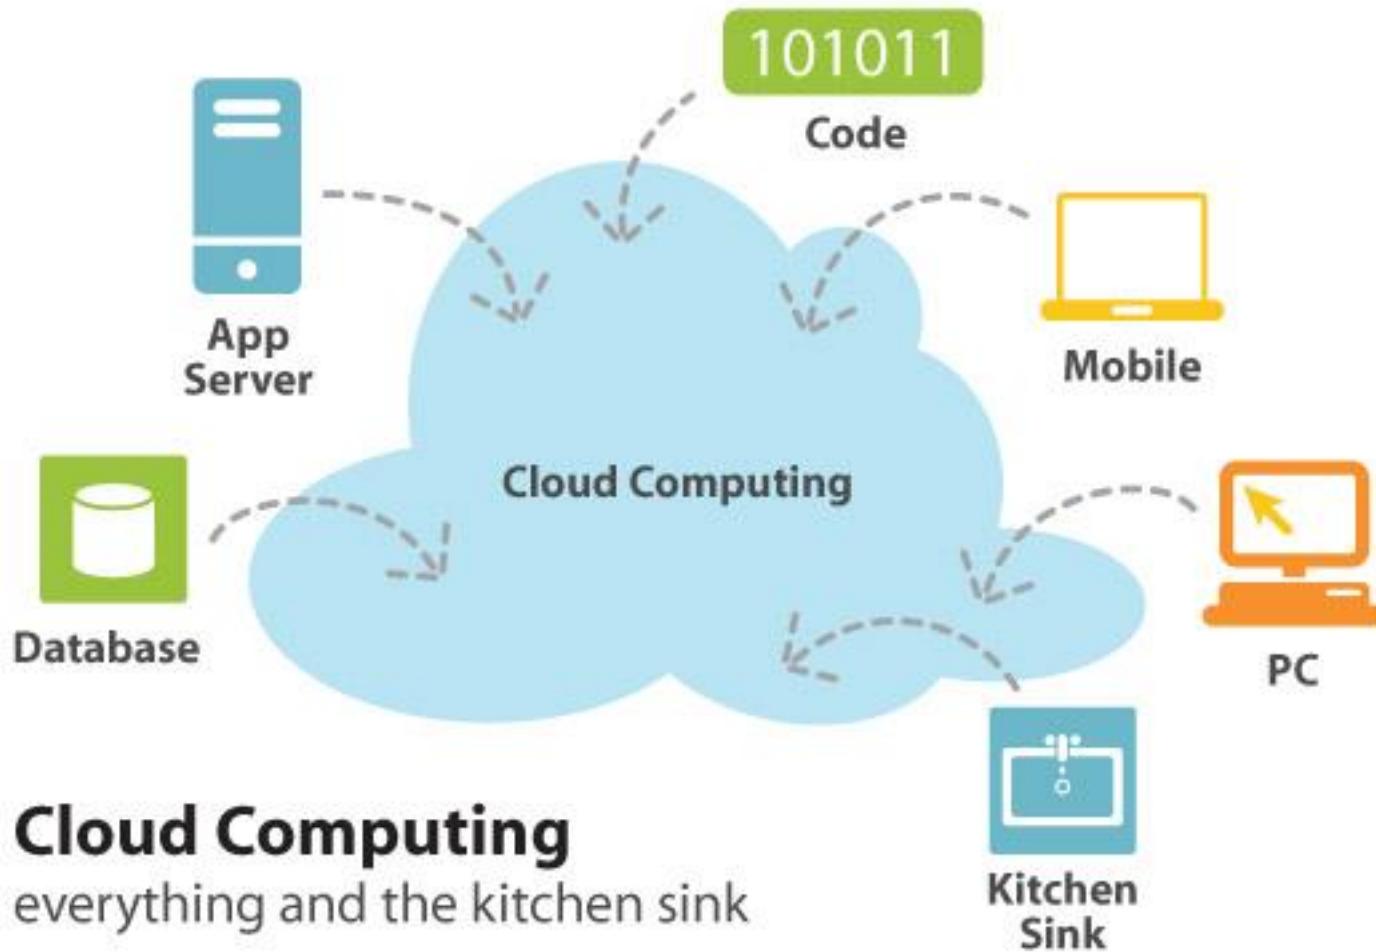 101011
Code
App
Server
Mobile
Cloud Computing
Database
PC
Cloud Computing
everything and the kitchen sink
Kitchen
Sink